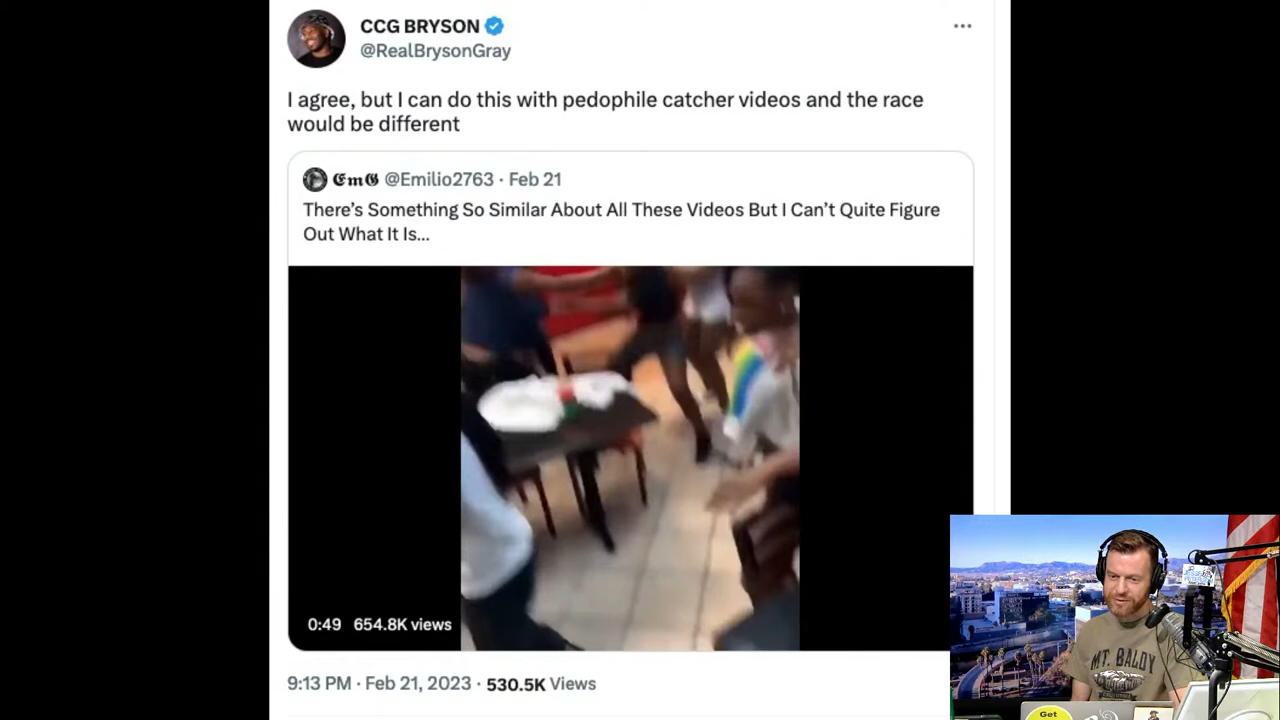 CCG BRYSON
@RealBrysonGray
I agree, but I can do this with pedophile catcher videos and the race
would be different
𝕰𝖒𝕲 @Emilio2763 · Feb 21
There's Something So Similar About All These Videos But I Can't Quite Figure
Out What It Is...
0:49 654.8K views
9:13 PM · Feb 21, 2023 · 530.5K Views
MT. BALDY
Get